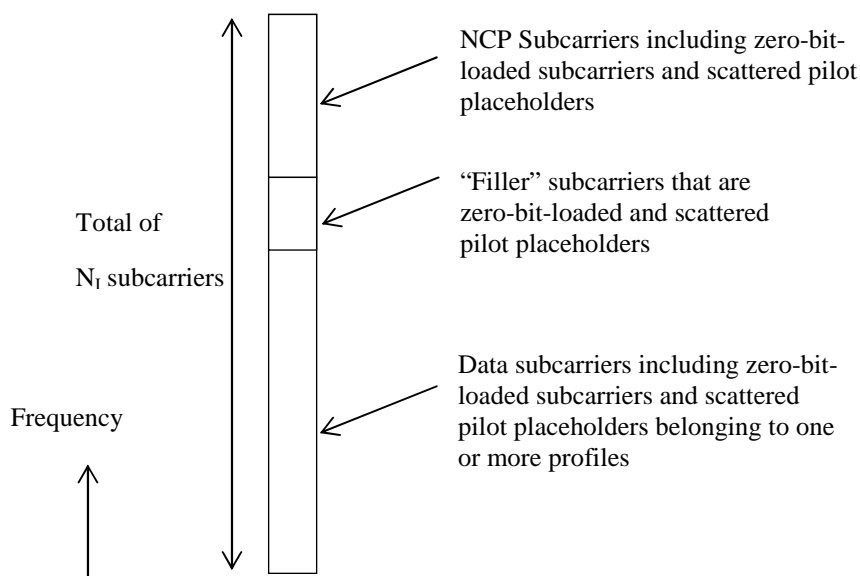 NCP Subcarriers including zero-bit-
loaded subcarriers and scattered pilot
placeholders
“Filler” subcarriers that are
zero-bit-loaded and scattered
pilot placeholders
Total of
N_I subcarriers
Data subcarriers including zero-bit-
loaded subcarriers and scattered
pilot placeholders belonging to one
or more profiles
Frequency